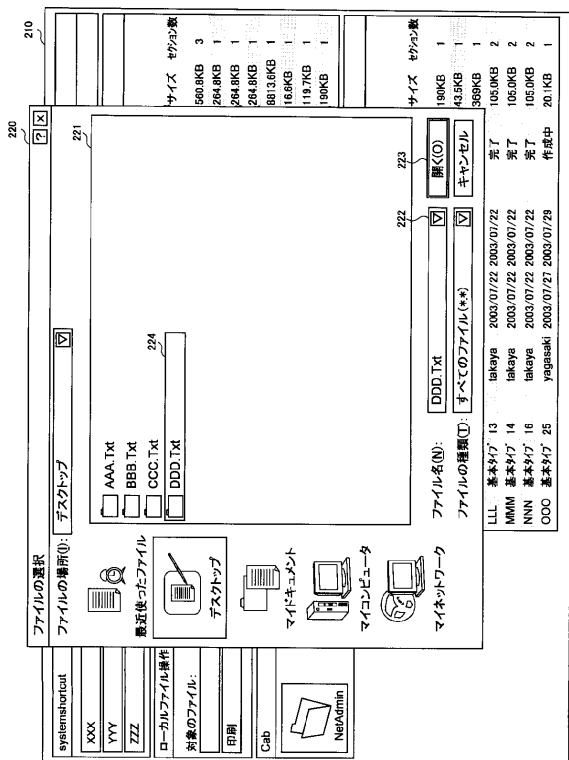 210
220
systemshortcut
XXX
YYY
ZZZ
ローカルファイル操作
対象のファイル:
印刷
Cab
NetAdmin
ファイルの選択
? ×
ファイルの場所(I): デスクトップ
221
最近使ったファイル
デスクトップ
マイドキュメント
マイコンピュータ
マイネットワーク
AAA.Txt
BBB.Txt
CCC.Txt
DDD.Txt
224
222
223
ファイル名(N): DDD.Txt 開く(O)
ファイルの種類(T): すべてのファイル(*.*) キャンセル
サイズ セクション数
560.8KB 3
264.8KB 1
264.8KB 1
264.8KB 1
8813.6KB 1
16.6KB 1
119.7KB 1
190KB 1
サイズ セクション数
190KB 1
43.5KB 1
369KB 1
LLL 基本タイプ 13 takaya 2003/07/22 2003/07/22 完了 105.0KB 2
MMM 基本タイプ 14 takaya 2003/07/22 2003/07/22 完了 105.0KB 2
NNN 基本タイプ 16 takaya 2003/07/22 2003/07/22 完了 105.0KB 2
OOO 基本タイプ 25 yagasaki 2003/07/27 2003/07/29 作成中 20.1KB 1